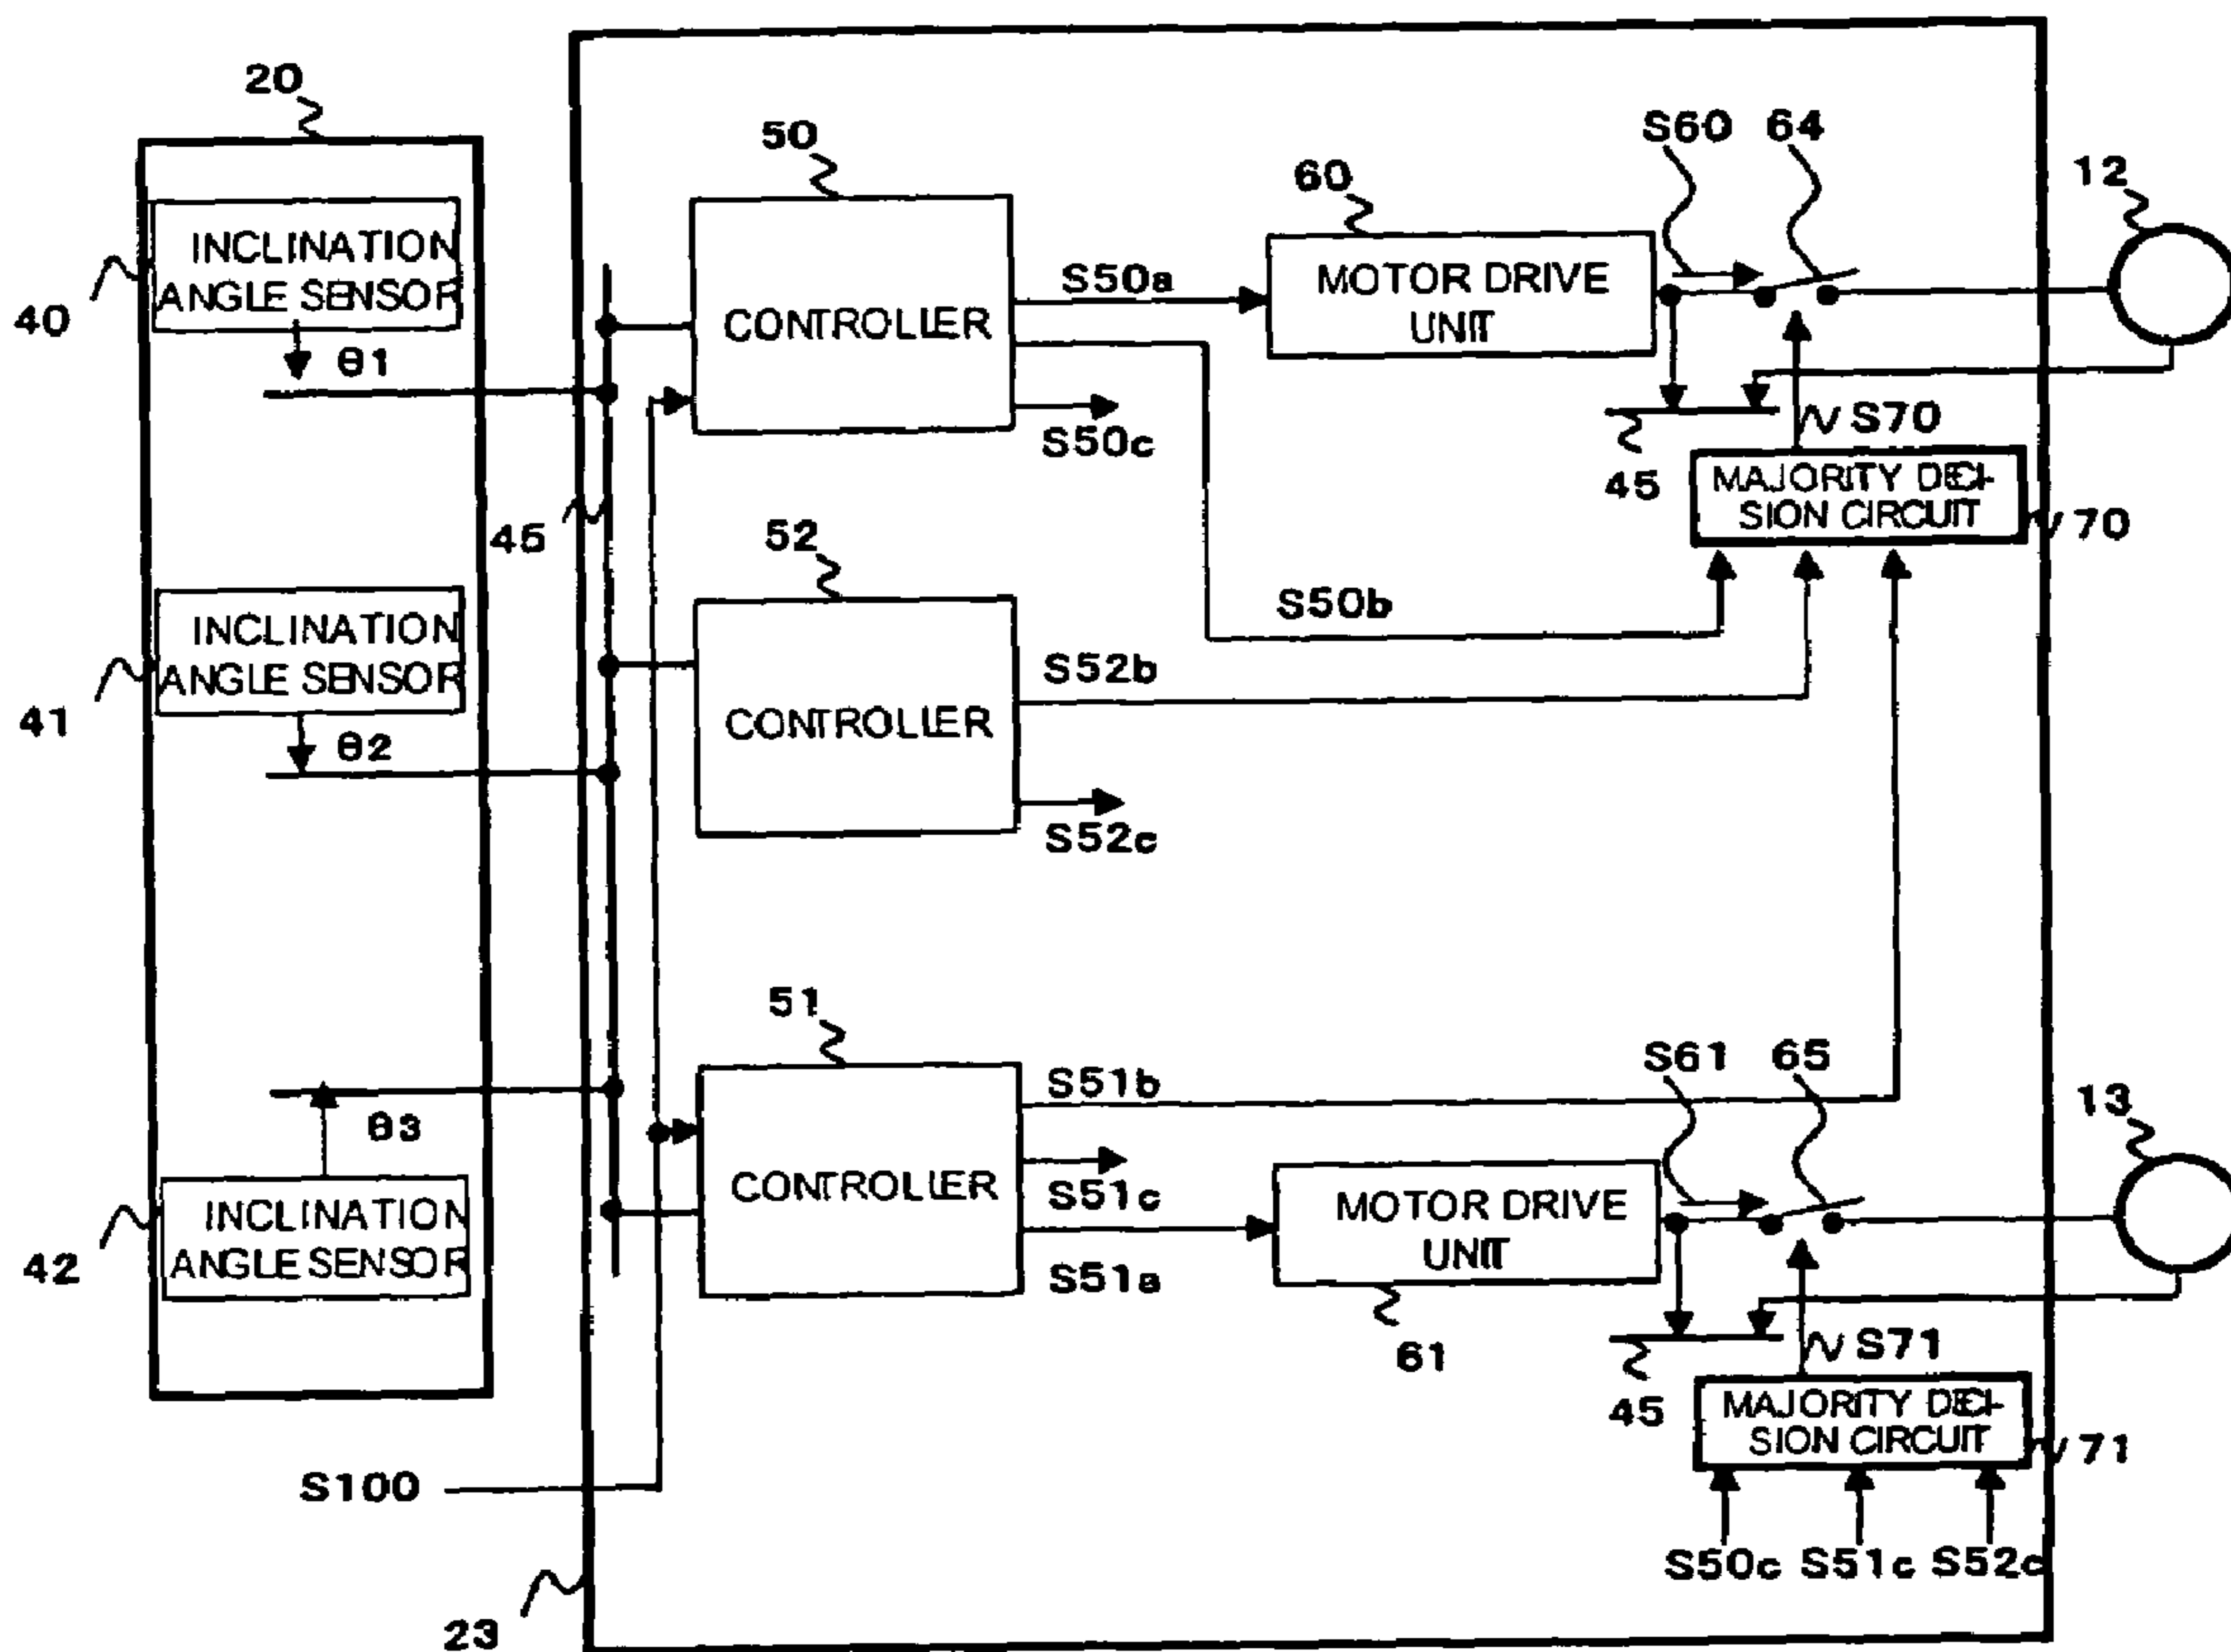 20
INCLINATION
ANGLE SENSOR
40
θ1
INCLINATION
ANGLE SENSOR
41
θ2
θ3
INCLINATION
ANGLE SENSOR
42
45
S100
23
50
CONTROLLER
S50a
S50c
52
CONTROLLER
S50b
S52b
S52c
51
CONTROLLER
S51b
S51c
S51a
60
MOTOR DRIVE
UNIT
S60
64
12
45
S70
MAJORITY DECI-
SION CIRCUIT
70
MOTOR DRIVE
UNIT
61
S61
65
13
45
S71
MAJORITY DECI-
SION CIRCUIT
71
S50c S51c S52c